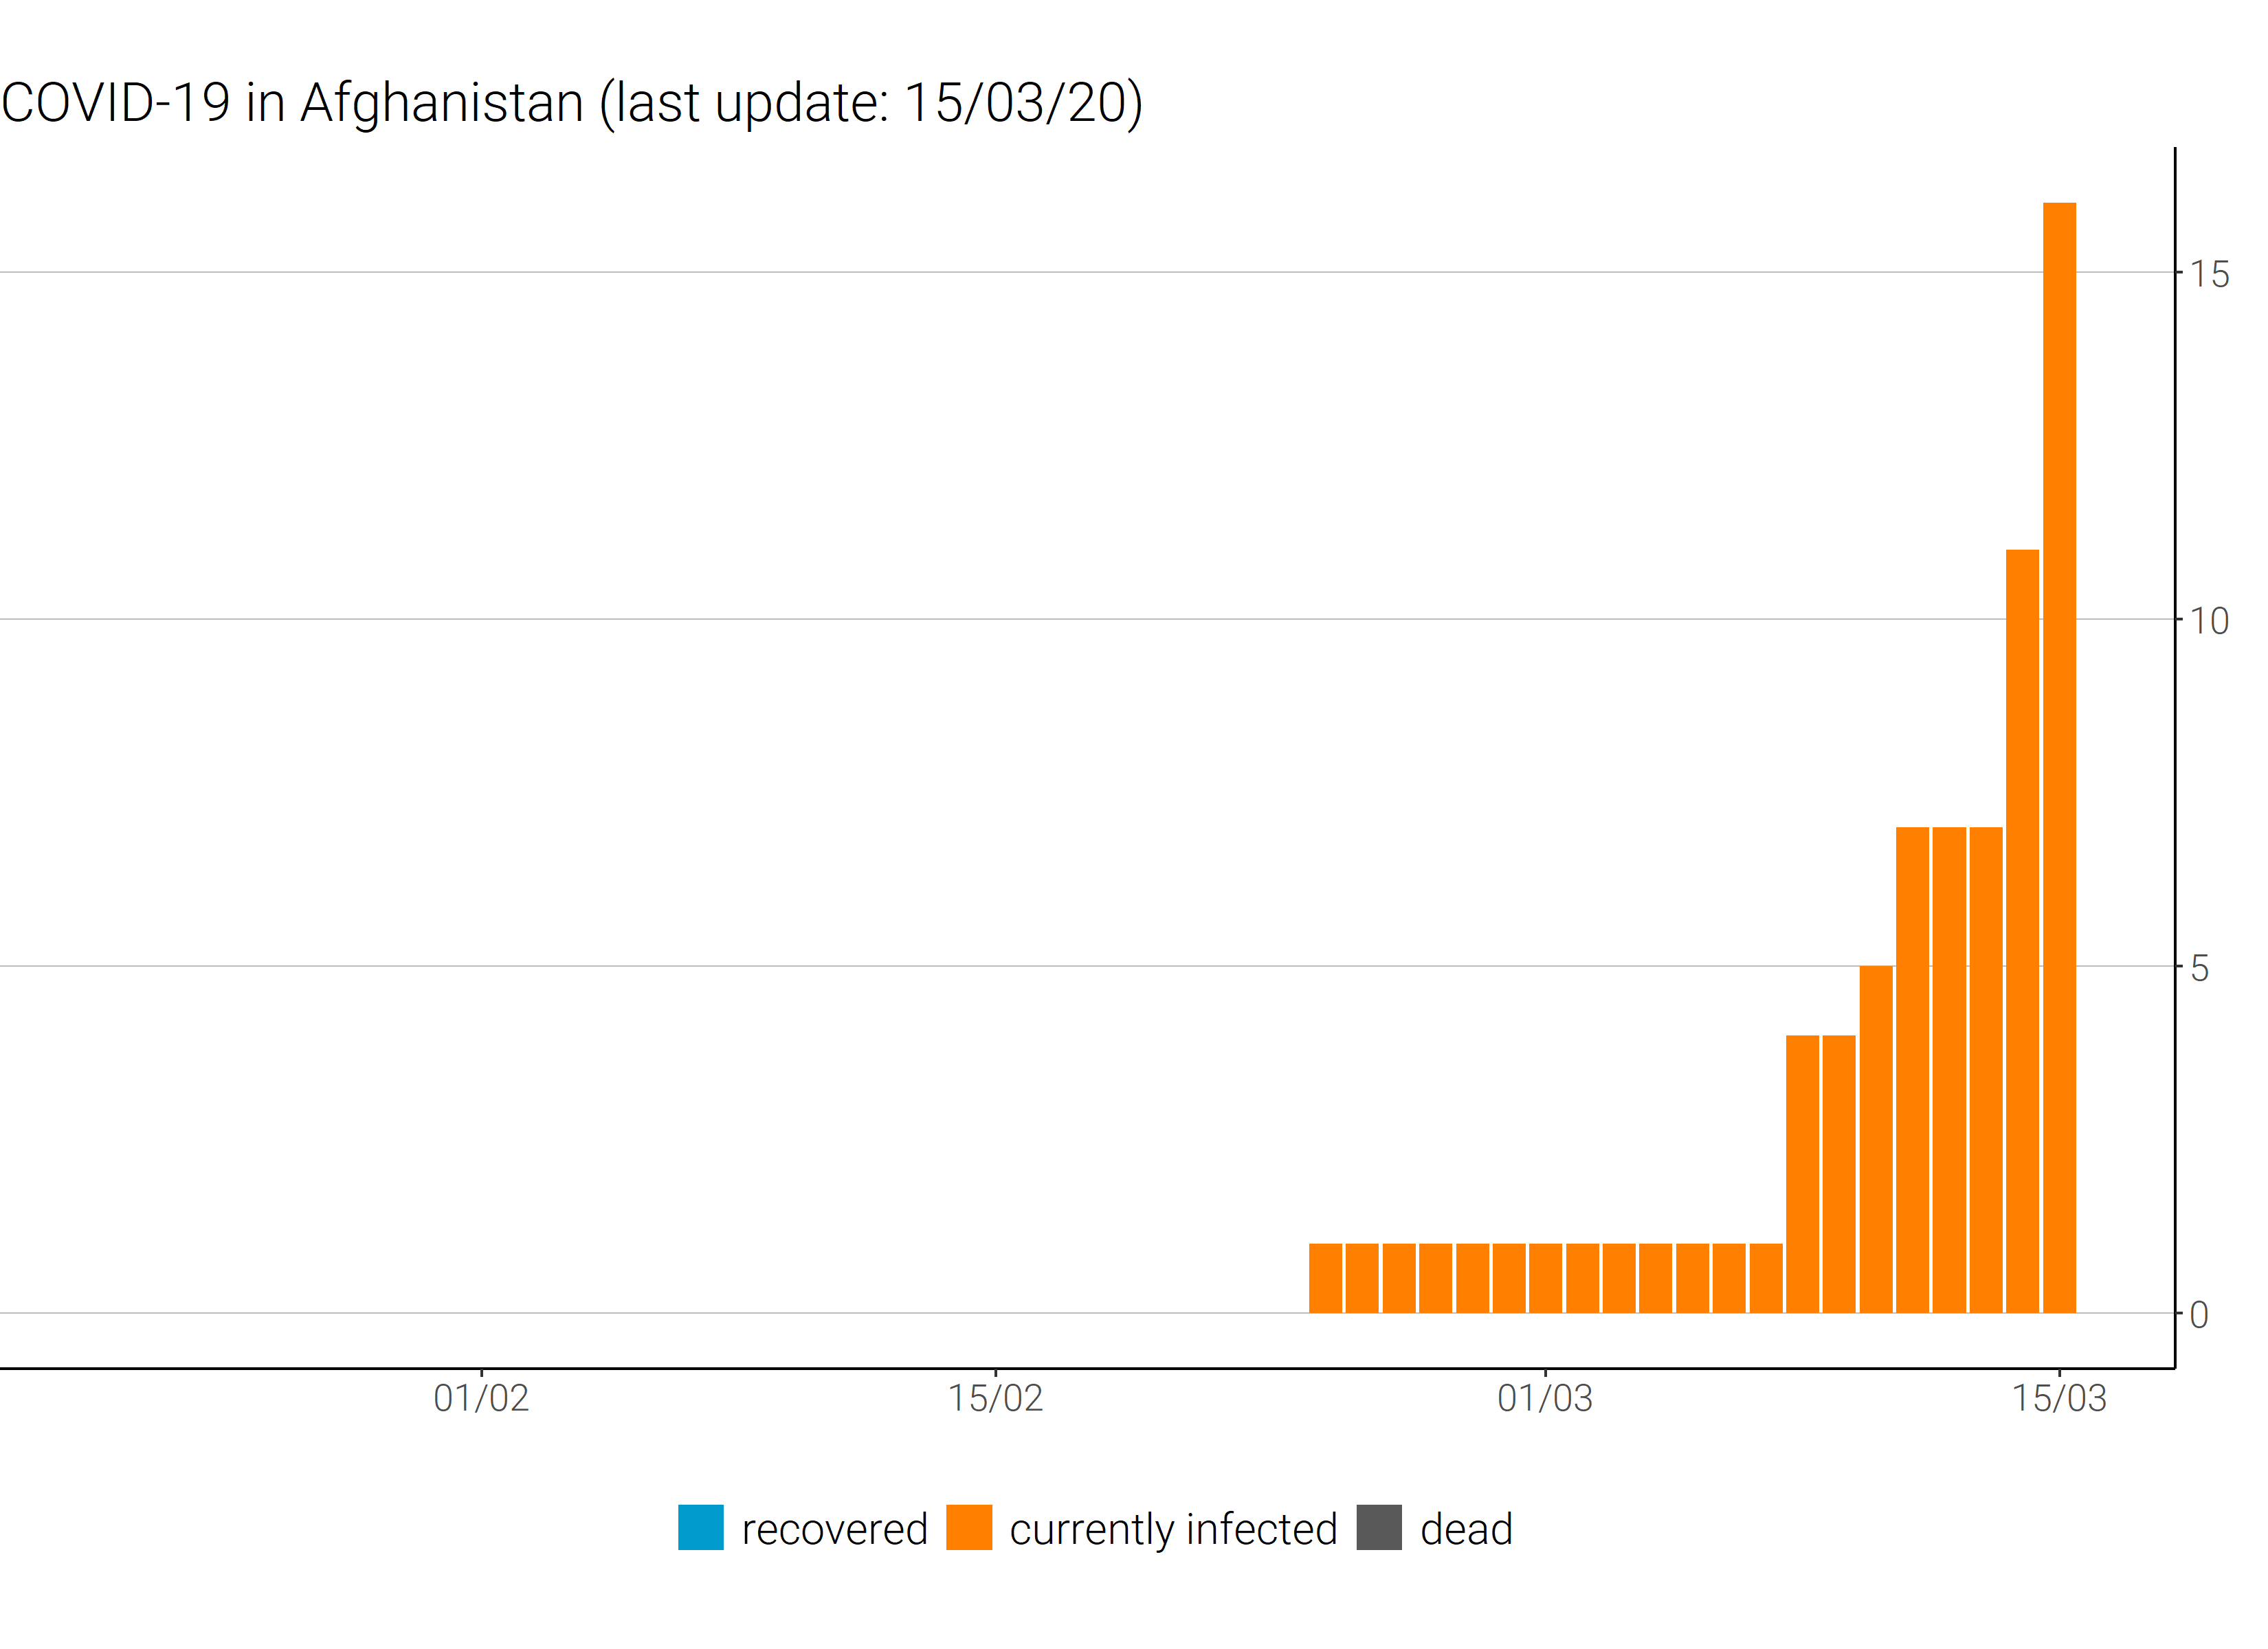 COVID-19 in Afghanistan (last update: 15/03/20)
15
10
5
0
01/02 15/02 01/03 15/03
recovered currently infected dead